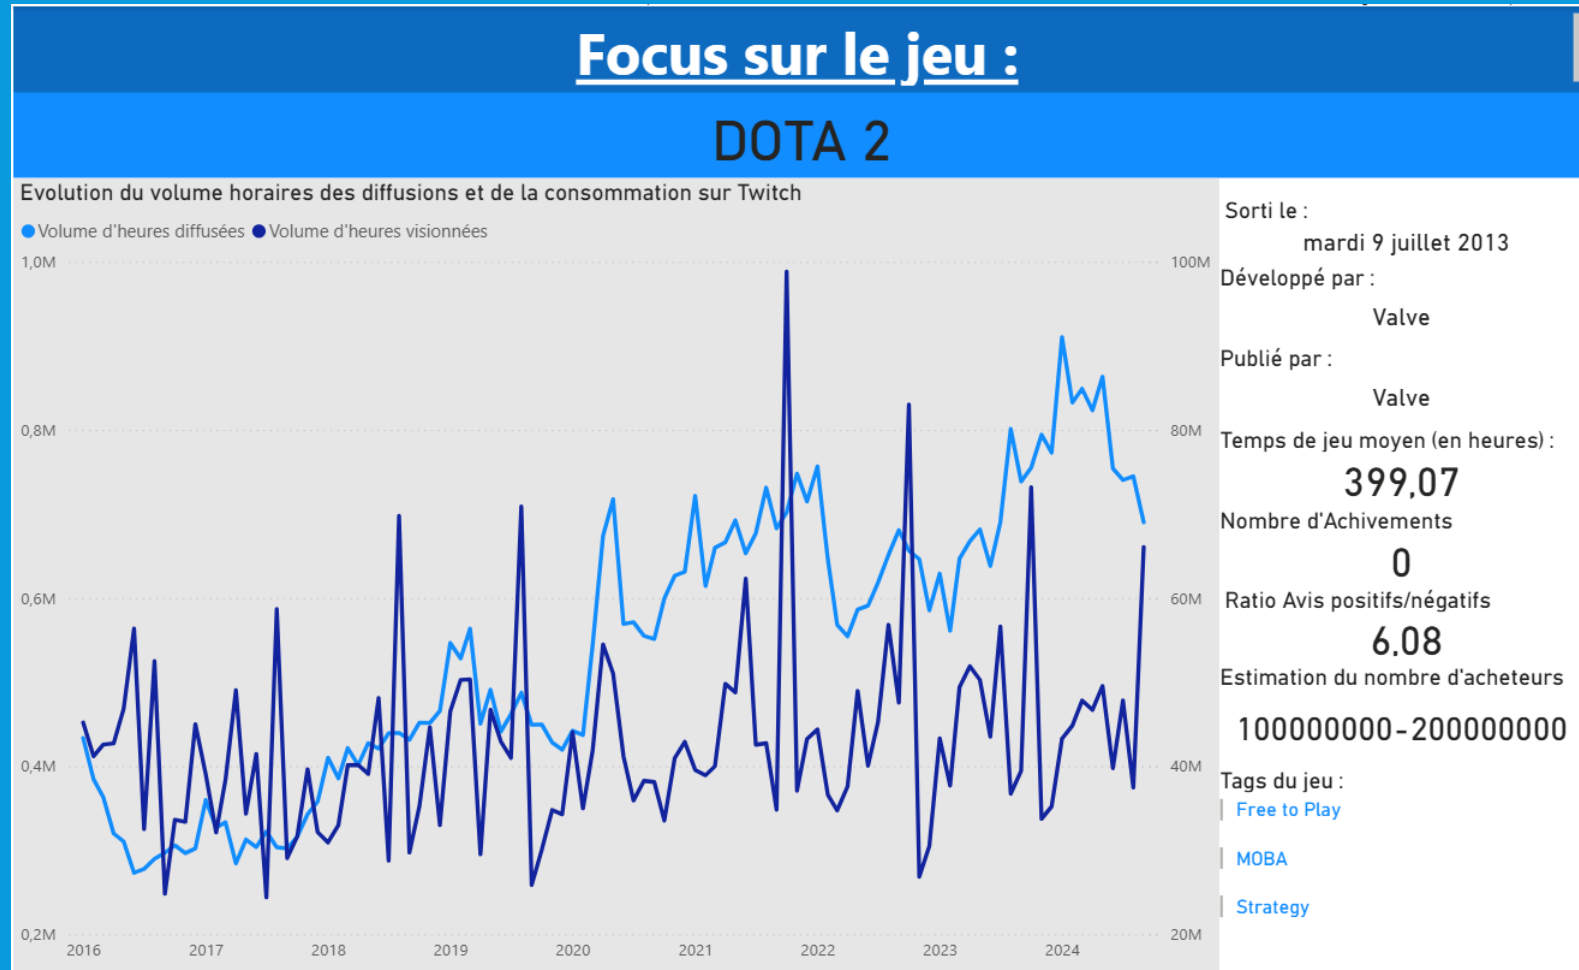 Focus sur le jeu :
DOTA 2
Evolution du volume horaires des diffusions et de la consommation sur Twitch
Volume d'heures diffusées Volume d'heures visionnées
1,0M 100M
0,8M 80M
0,6M 60M
0,4M 40M
0,2M 20M
2016 2017 2018 2019 2020 2021 2022 2023 2024
Sorti le :
mardi 9 juillet 2013
Développé par :
Valve
Publié par :
Valve
Temps de jeu moyen (en heures) :
399,07
Nombre d'Achivements
0
Ratio Avis positifs/négatifs
6,08
Estimation du nombre d'acheteurs
100000000-200000000
Tags du jeu :
Free to Play
MOBA
Strategy